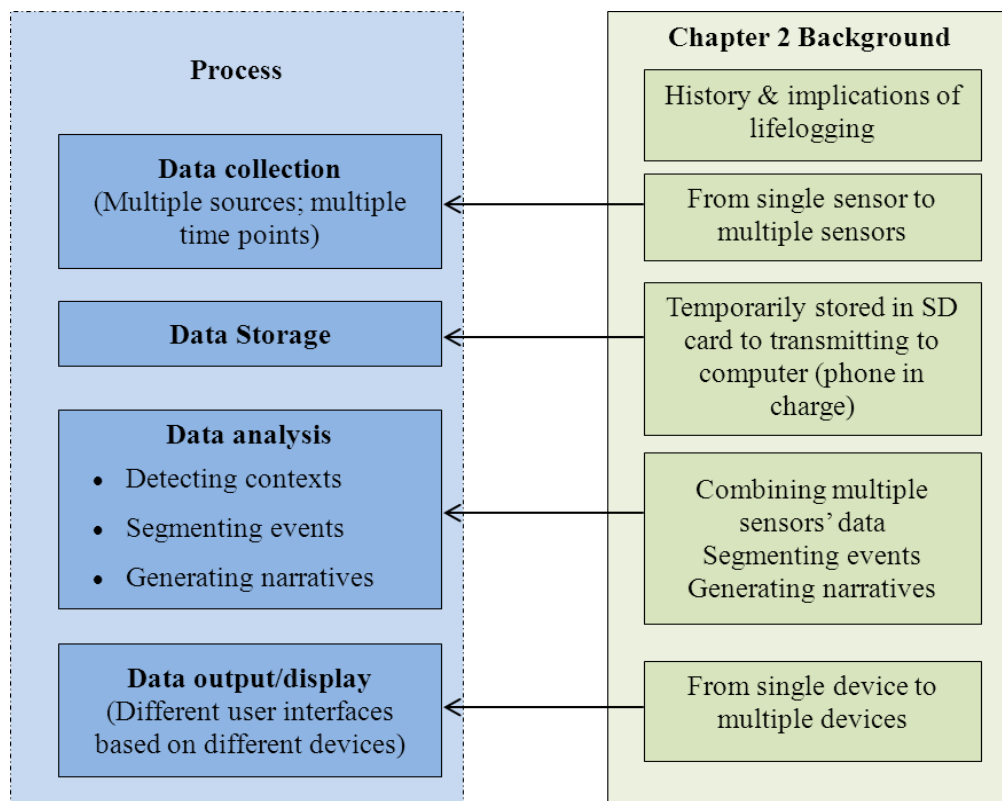 Process
Data collection
(Multiple sources; multiple
time points)
Data Storage
Data analysis
• Detecting contexts
• Segmenting events
• Generating narratives
Data output/display
(Different user interfaces
based on different devices)
Chapter 2 Background
History & implications of
lifelogging
From single sensor to
multiple sensors
Temporarily stored in SD
card to transmitting to
computer (phone in
charge)
Combining multiple
sensors’ data
Segmenting events
Generating narratives
From single device to
multiple devices